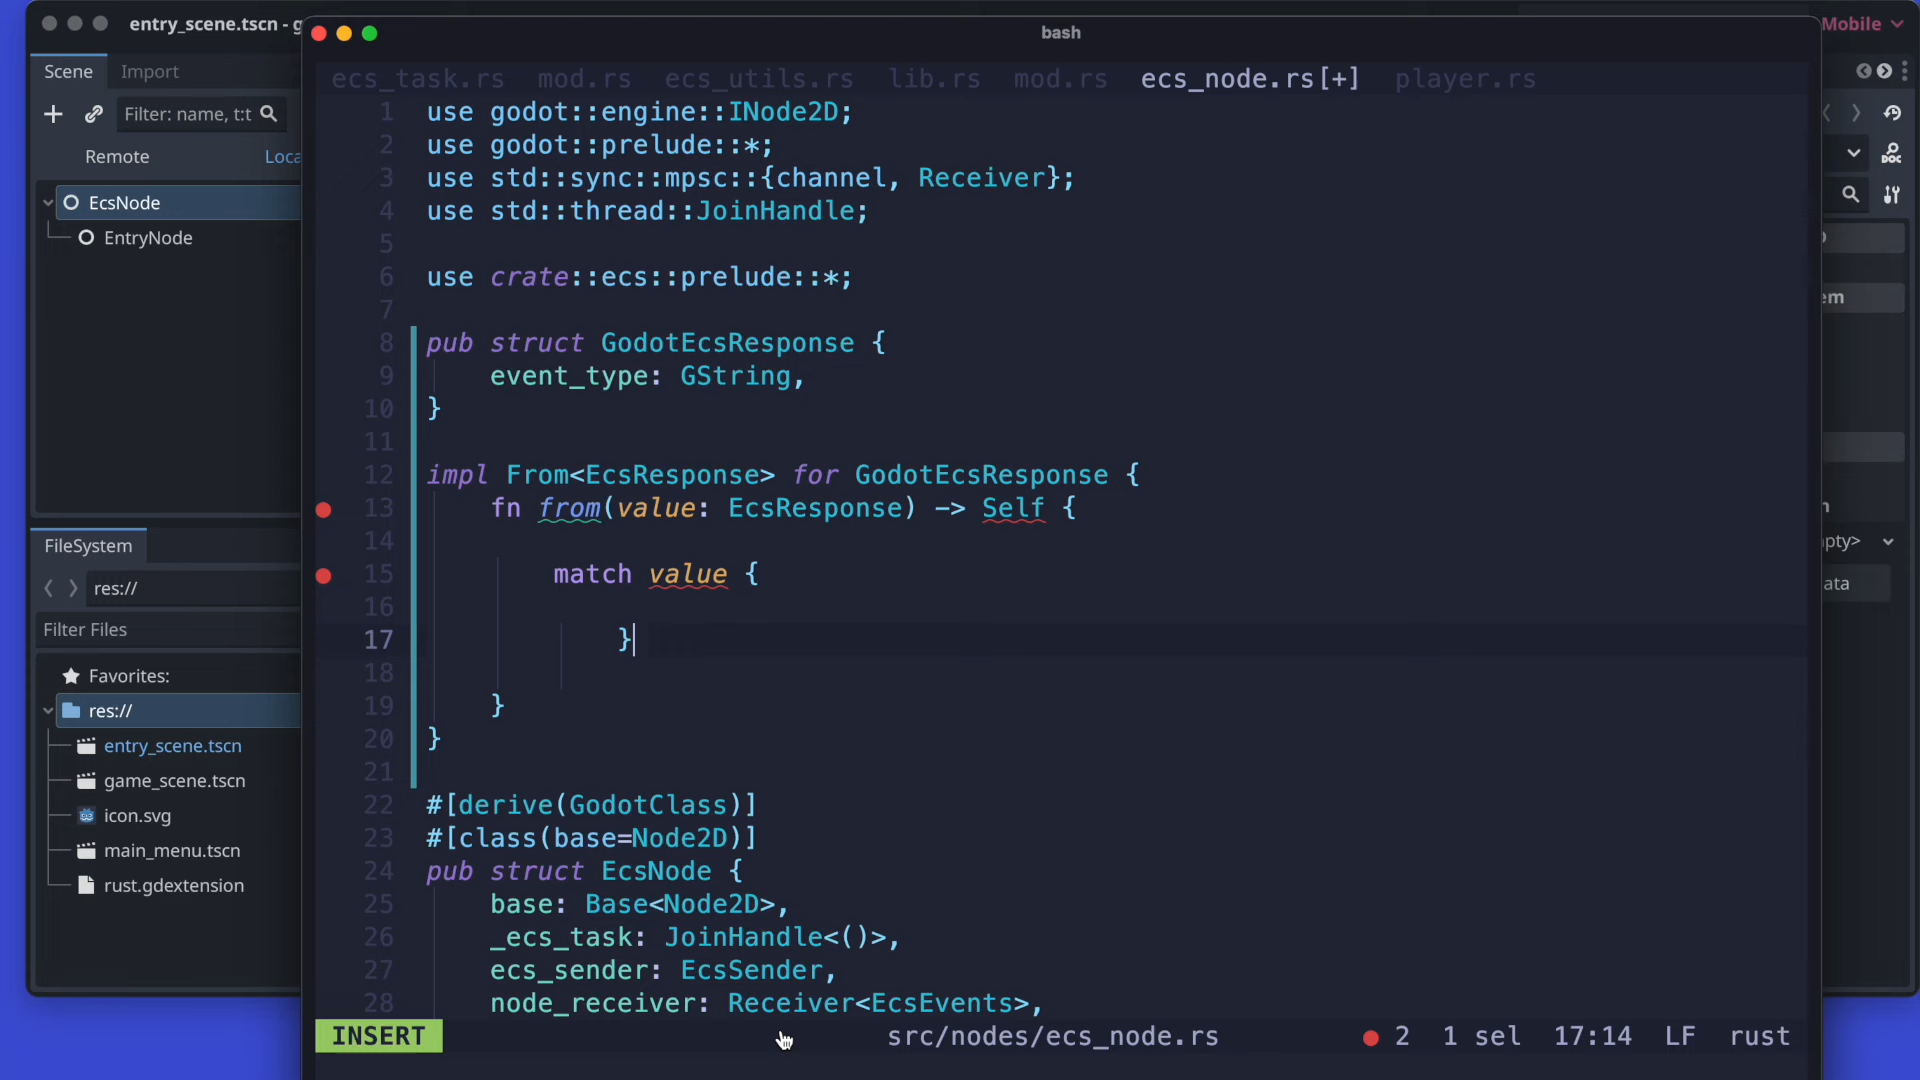 entry_scene.tscn - g
Mobile
bash
Scene
Import
Filter: name, t:t
Remote
Loca
EcsNode
EntryNode
FileSystem
res://
Filter Files
Favorites:
res://
entry_scene.tscn
game_scene.tscn
icon.svg
main_menu.tscn
rust.gdextension
ecs_task.rs mod.rs ecs_utils.rs lib.rs mod.rs ecs_node.rs[+] player.rs
1 use godot::engine::INode2D;
2 use godot::prelude::*;
3 use std::sync::mpsc::{channel, Receiver};
4 use std::thread::JoinHandle;
5
6 use crate::ecs::prelude::*;
7
8 pub struct GodotEcsResponse {
9 event_type: GString,
10 }
11
12 impl From<EcsResponse> for GodotEcsResponse {
13 fn from(value: EcsResponse) -> Self {
14
15 match value {
16
17 }
18
19 }
20 }
21
22 #[derive(GodotClass)]
23 #[class(base=Node2D)]
24 pub struct EcsNode {
25 base: Base<Node2D>,
26 _ecs_task: JoinHandle<()>,
27 ecs_sender: EcsSender,
28 node_receiver: Receiver<EcsEvents>,
INSERT src/nodes/ecs_node.rs 2 1 sel 17:14 LF rust
DOC
em
n
pty>
ata